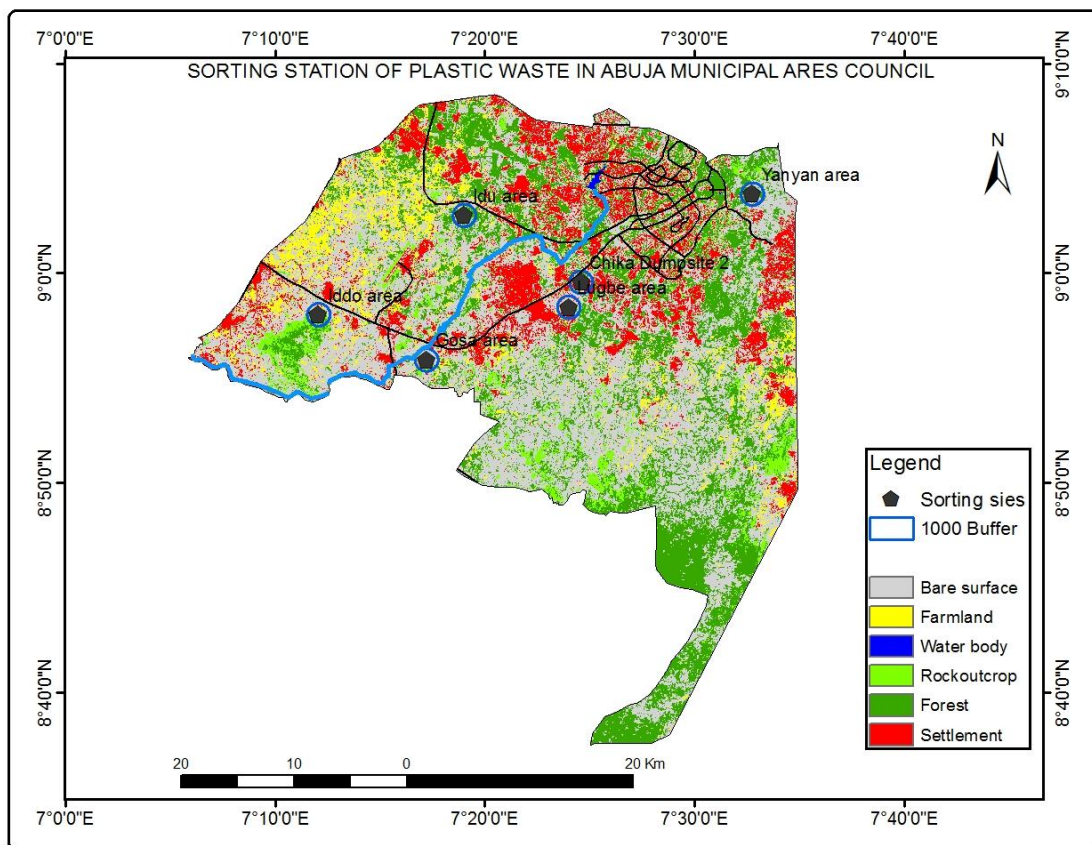 7°0'0"E 7°10'0"E 7°20'0"E 7°30'0"E 7°40'0"E
SORTING STATION OF PLASTIC WASTE IN ABUJA MUNICIPAL ARES COUNCIL
9°10'0"N
N
Yanyan area
Idu area
9°0'0"N
9°0'0"N
Chika Dumpsite 2
Lugbe area
Iddo area
Gosa area
8°50'0"N
8°50'0"N
Legend
Sorting sies
1000 Buffer
Bare surface
Farmland
Water body
Rockoutcrop
Forest
Settlement
8°40'0"N
8°40'0"N
20 10 0 20 Km
7°0'0"E 7°10'0"E 7°20'0"E 7°30'0"E 7°40'0"E